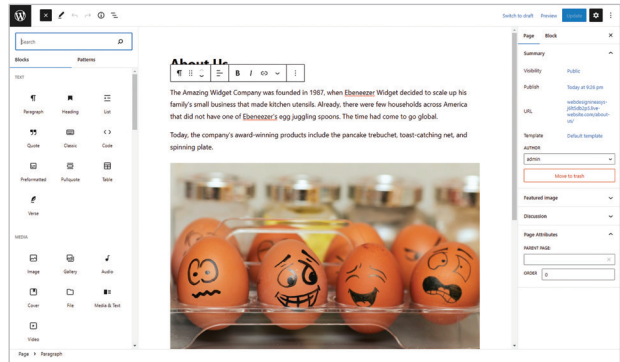 Switch to draft Preview Update
Search
Blocks Patterns
TEXT
Paragraph Heading List
Quote Classic Code
Preformatted Pullquote Table
Verse
MEDIA
Image Gallery Audio
Cover File Media & Text
Video
Page > Paragraph
About Us
B I
The Amazing Widget Company was founded in 1987, when Ebeneezer Widget decided to scale up his
family's small business that made kitchen utensils. Already, there were few households across America
that did not have one of Ebeneezer's egg juggling spoons. The time had come to go global.
Today, the company's award-winning products include the pancake trebuchet, toast-catching net, and
spinning plate.
Page Block
Summary
Visibility Public
Publish Today at 9:26 pm
URL
website.com/about-
us/
Template Default template
AUTHOR
admin
Move to trash
Featured image
Discussion
Page Attributes
PARENT PAGE:
ORDER 0